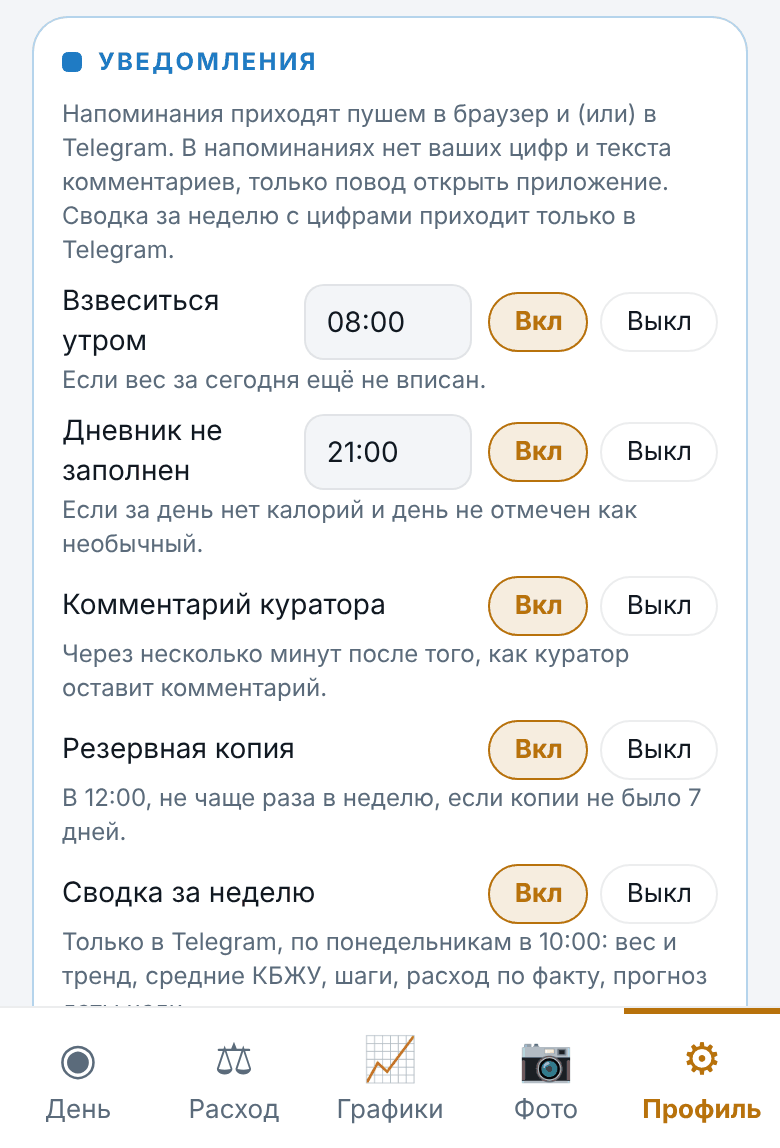 УВЕДОМЛЕНИЯ
Напоминания приходят пушем в браузер и (или) в
Telegram. В напоминаниях нет ваших цифр и текста
комментариев, только повод открыть приложение.
Сводка за неделю с цифрами приходит только в
Telegram.
Взвеситься
утром
08:00
Вкл
Выкл
Если вес за сегодня ещё не вписан.
Дневник не
заполнен
21:00
Вкл
Выкл
Если за день нет калорий и день не отмечен как
необычный.
Комментарий куратора
Вкл
Выкл
Через несколько минут после того, как куратор
оставит комментарий.
Резервная копия
Вкл
Выкл
В 12:00, не чаще раза в неделю, если копии не было 7
дней.
Сводка за неделю
Вкл
Выкл
Только в Telegram, по понедельникам в 10:00: вес и
тренд, средние КБЖУ, шаги, расход по факту, прогноз
День
Расход
Графики
Фото
Профиль